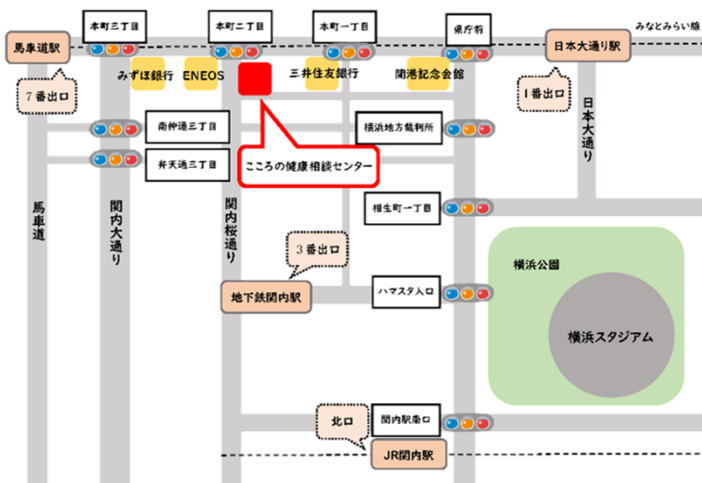 本町三丁目
本町二丁目
本町一丁目
県庁前
みなとみらい線
馬車道駅
日本大通り駅
みずほ銀行
ENEOS
三井住友銀行
開港記念会館
7番出口
1番出口
南仲通三丁目
横浜地方裁判所
日本大通り
弁天通三丁目
こころの健康相談センター
馬車道
関内大通り
関内桜通り
相生町一丁目
3番出口
横浜公園
地下鉄関内駅
ハマスタ入口
横浜スタジアム
北口
関内駅南口
JR関内駅